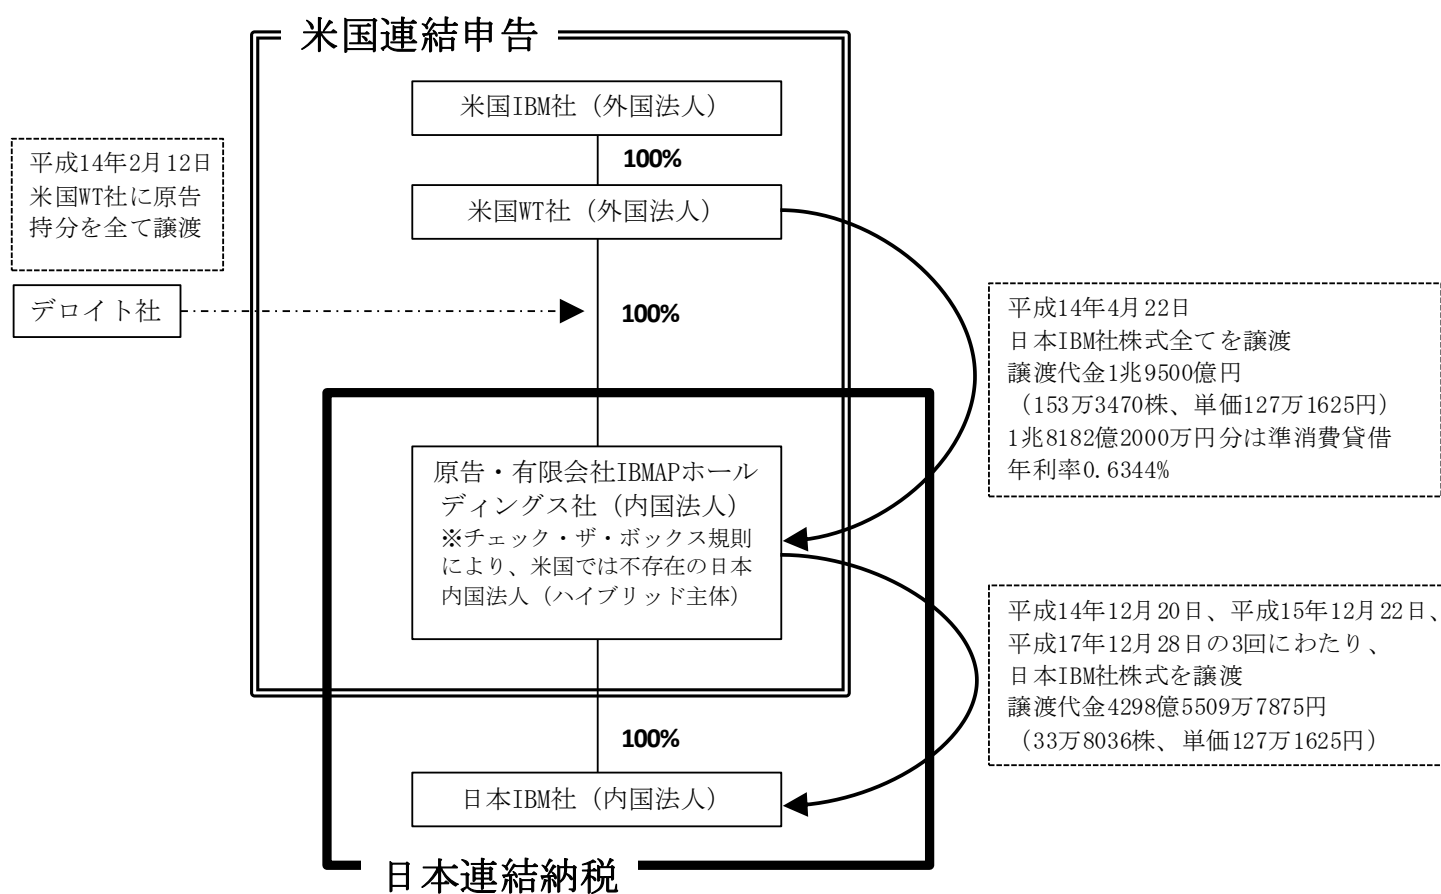 米国連結申告
米国IBM社（外国法人）
100%
平成14年2月12日
米国WT社に原告
持分を全て譲渡
米国WT社（外国法人）
デロイト社
100%
平成14年4月22日
日本IBM社株式全てを譲渡
譲渡代金1兆9500億円
（153万3470株、単価127万1625円）
1兆8182億2000万円分は準消費貸借
年利率0.6344%
原告・有限会社IBMAPホール
ディングス社（内国法人）
※チェック・ザ・ボックス規則
により、米国では不存在の日本
内国法人（ハイブリッド主体）
平成14年12月20日、平成15年12月22日、
平成17年12月28日の3回にわたり、
日本IBM社株式を譲渡
譲渡代金4298億5509万7875円
（33万8036株、単価127万1625円）
100%
日本IBM社（内国法人）
日本連結納税